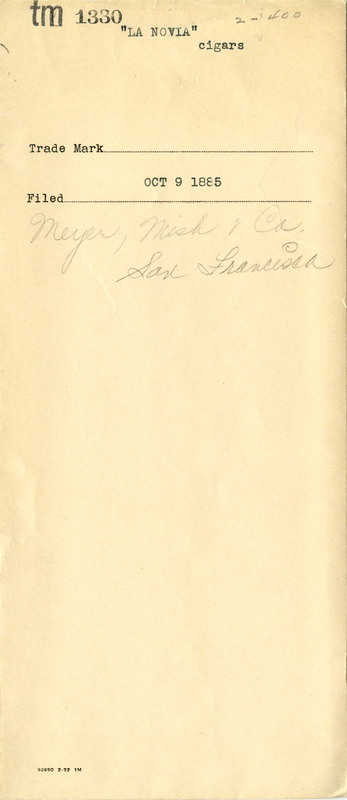 tm 1330 2-400
"LA NOVIA"
cigars
Trade Mark
OCT 9 1885
Filed
Meyer, Mish & Co.
San Francisco
92650 2-32 1M